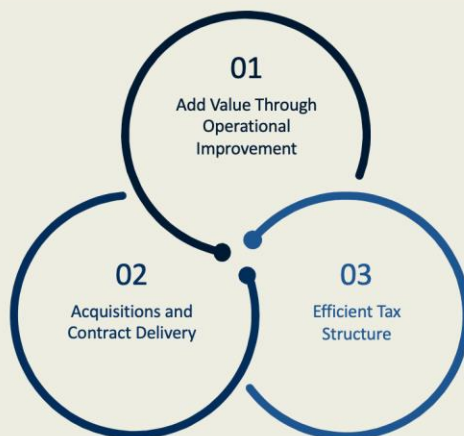 01
Add Value Through
Operational
Improvement
02
Acquisitions and
Contract Delivery
03
Efficient Tax
Structure